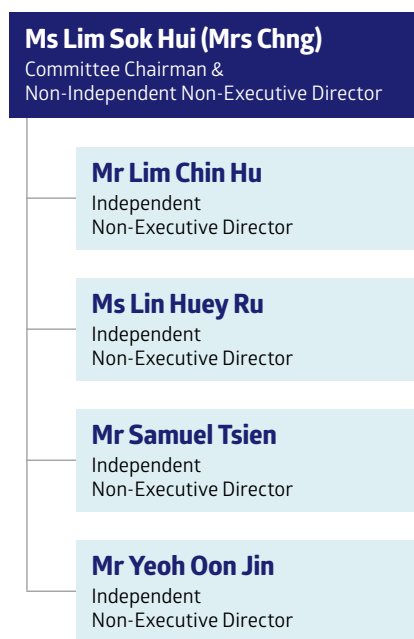 Ms Lim Sok Hui (Mrs Chng)
Committee Chairman &
Non-Independent Non-Executive Director
Mr Lim Chin Hu
Independent
Non-Executive Director
Ms Lin Huey Ru
Independent
Non-Executive Director
Mr Samuel Tsien
Independent
Non-Executive Director
Mr Yeoh Oon Jin
Independent
Non-Executive Director